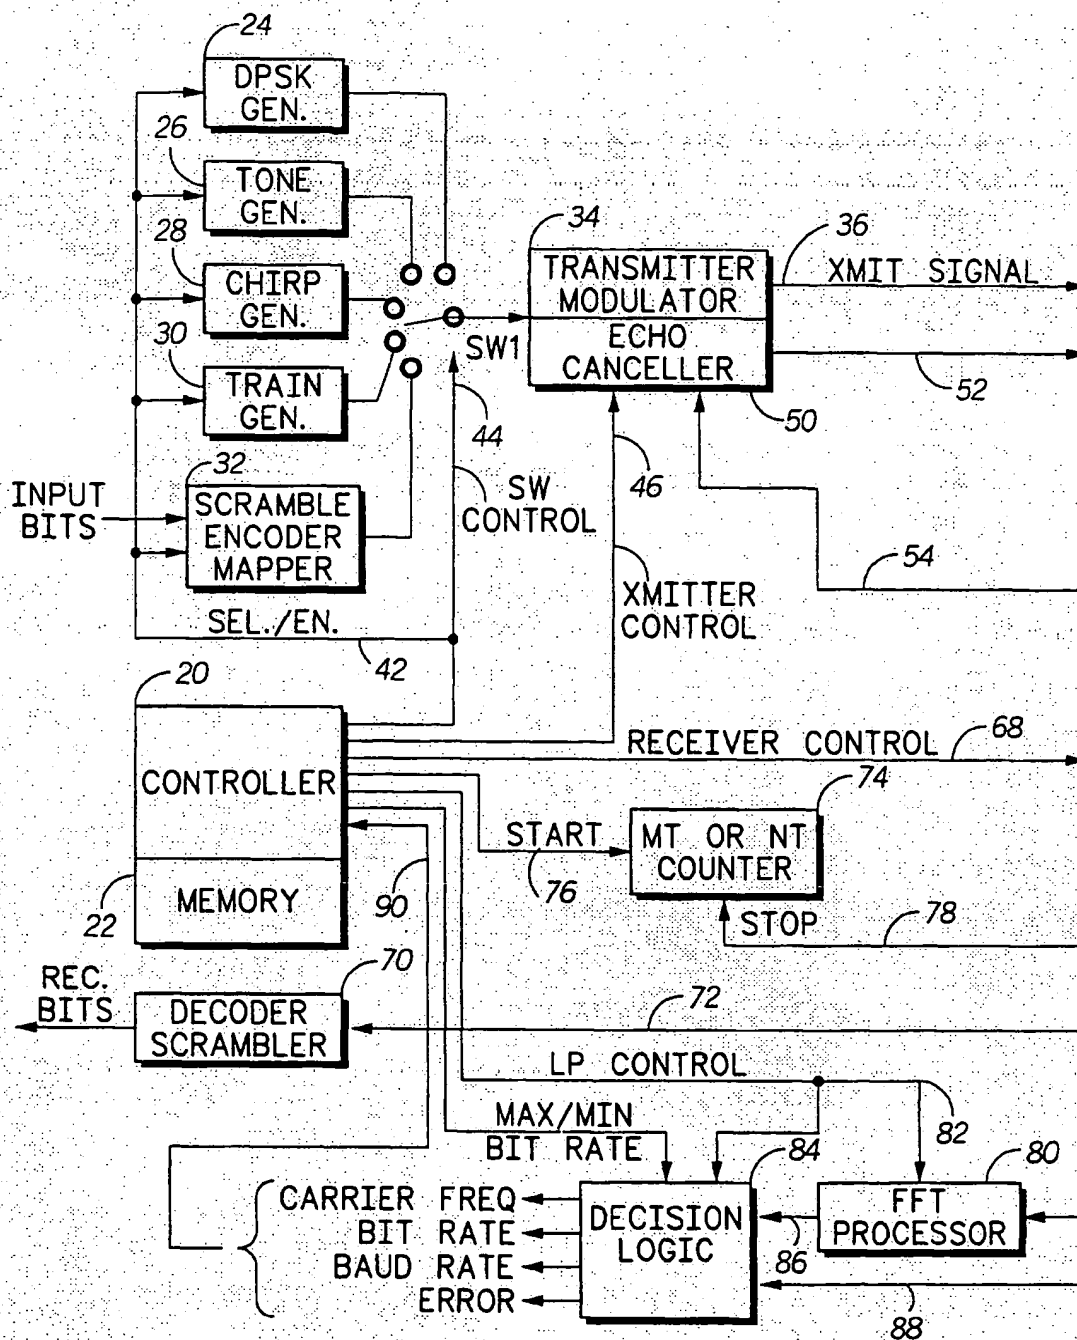 24
DPSK
GEN.
26
TONE
GEN.
28
CHIRP
GEN.
30
TRAIN
GEN.
32
INPUT
BITS
SCRAMBLE
ENCODER
MAPPER
SEL./EN.
42
SW1
44
SW
CONTROL
34
TRANSMITTER
MODULATOR
ECHO
CANCELLER
50
36
XMIT SIGNAL
52
46
54
XMITTER
CONTROL
20
CONTROLLER
MEMORY
22
90
RECEIVER CONTROL
68
74
START
76
MT OR NT
COUNTER
STOP
78
REC.
BITS
70
DECODER
SCRAMBLER
72
LP CONTROL
82
MAX/MIN
BIT RATE
84
80
CARRIER FREQ
BIT RATE
BAUD RATE
ERROR
DECISION
LOGIC
86
FFT
PROCESSOR
88